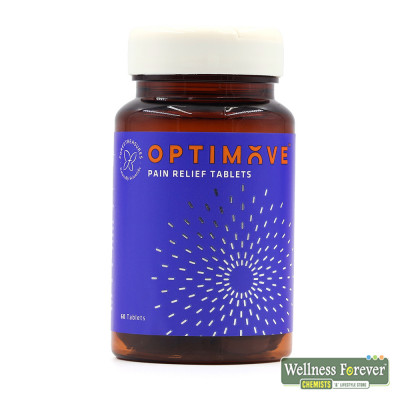 OPTIMOVE
PAIN RELIEF TABLETS
60 Tablets
Wellness Forever
CHEMISTS & LIFESTYLE STORE